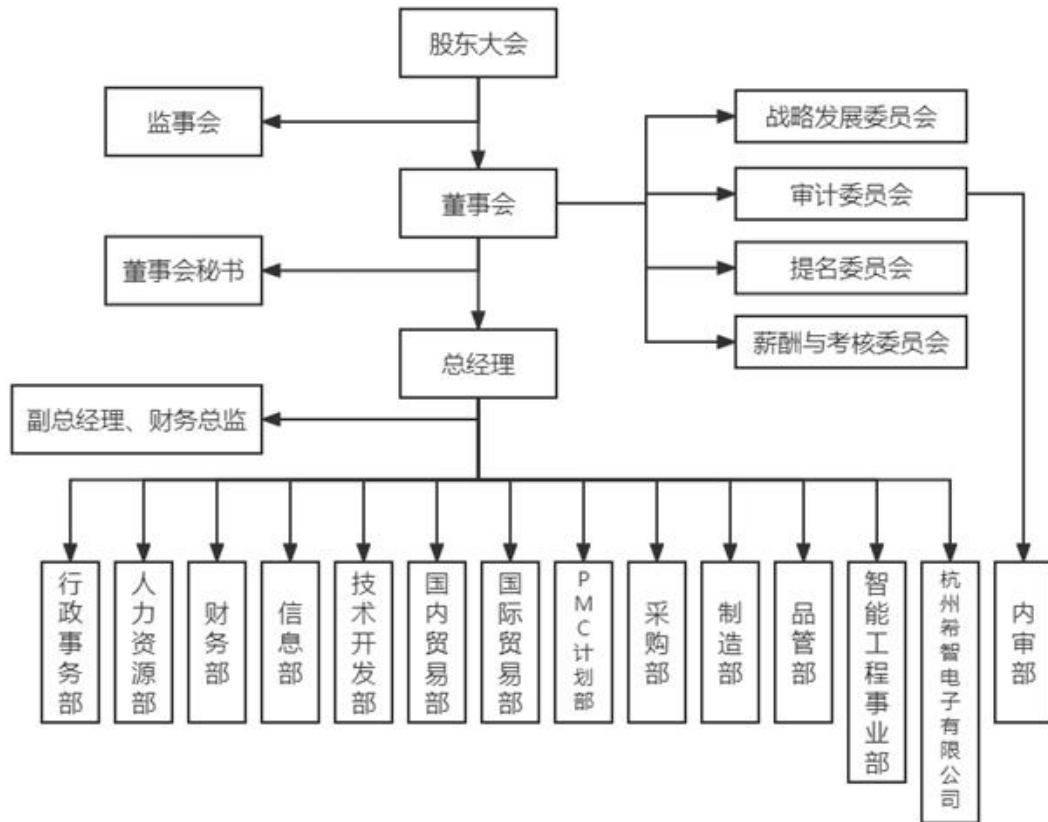 股东大会
监事会
战略发展委员会
董事会
审计委员会
董事会秘书
提名委员会
总经理
薪酬与考核委员会
副总经理、财务总监
行政事务部
人力资源部
财务部
信息部
技术开发部
国内贸易部
国际贸易部
PMC计划部
采购部
制造部
品管部
智能工程事业部
杭州希智电子有限公司
内审部